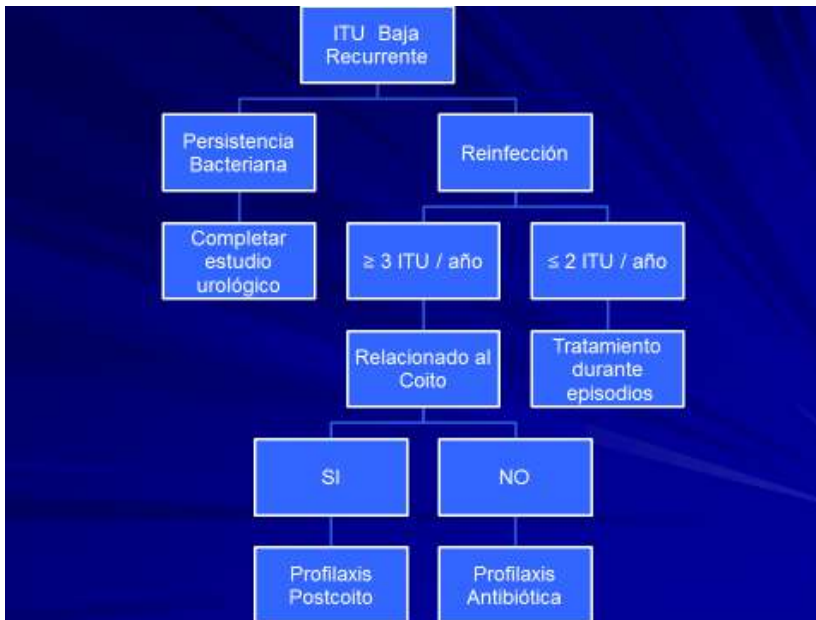 ITU Baja
Recurrente
Persistencia
Bacteriana
Reinfección
Completar
estudio
urológico
≥ 3 ITU / año
≤ 2 ITU / año
Relacionado al
Coito
Tratamiento
durante
episodios
SI
NO
Profilaxis
Postcoito
Profilaxis
Antibiótica